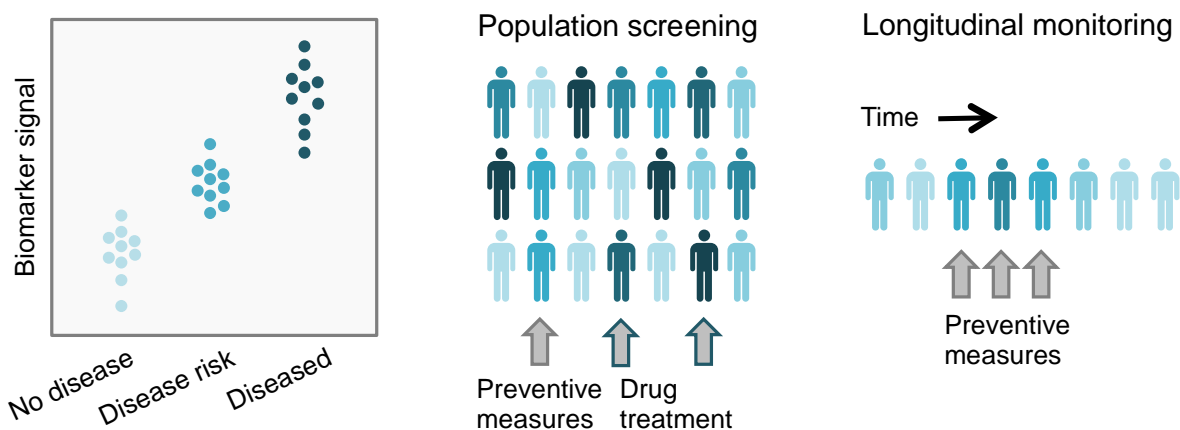 Biomarker signal
No disease
Disease risk
Diseased
Population screening
Preventive
measures
Drug
treatment
Longitudinal monitoring
Time
Preventive
measures